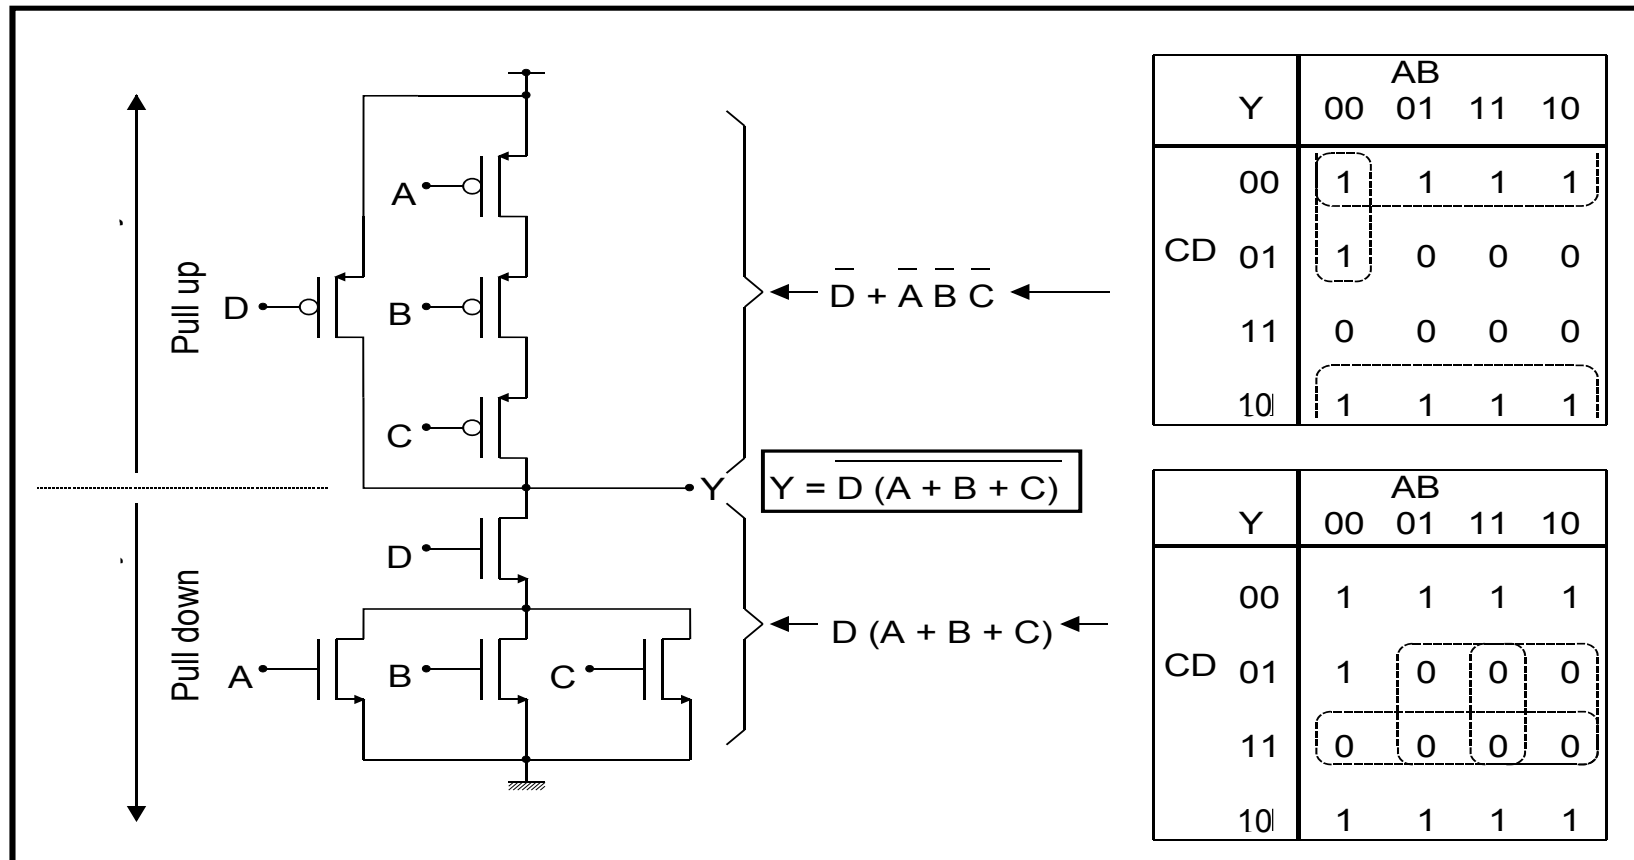 Pull up
A
D
B
C
Y
D̅ + A̅ B̅ C̅
Y = D̅ ̅(̅A̅ ̅+̅ ̅B̅ ̅+̅ ̅C̅)̅
Pull down
D
A
B
C
D (A + B + C)
AB
Y 00 01 11 10
00 1 1 1 1
CD 01 1 0 0 0
11 0 0 0 0
10 1 1 1 1
AB
Y 00 01 11 10
00 1 1 1 1
CD 01 1 0 0 0
11 0 0 0 0
10 1 1 1 1